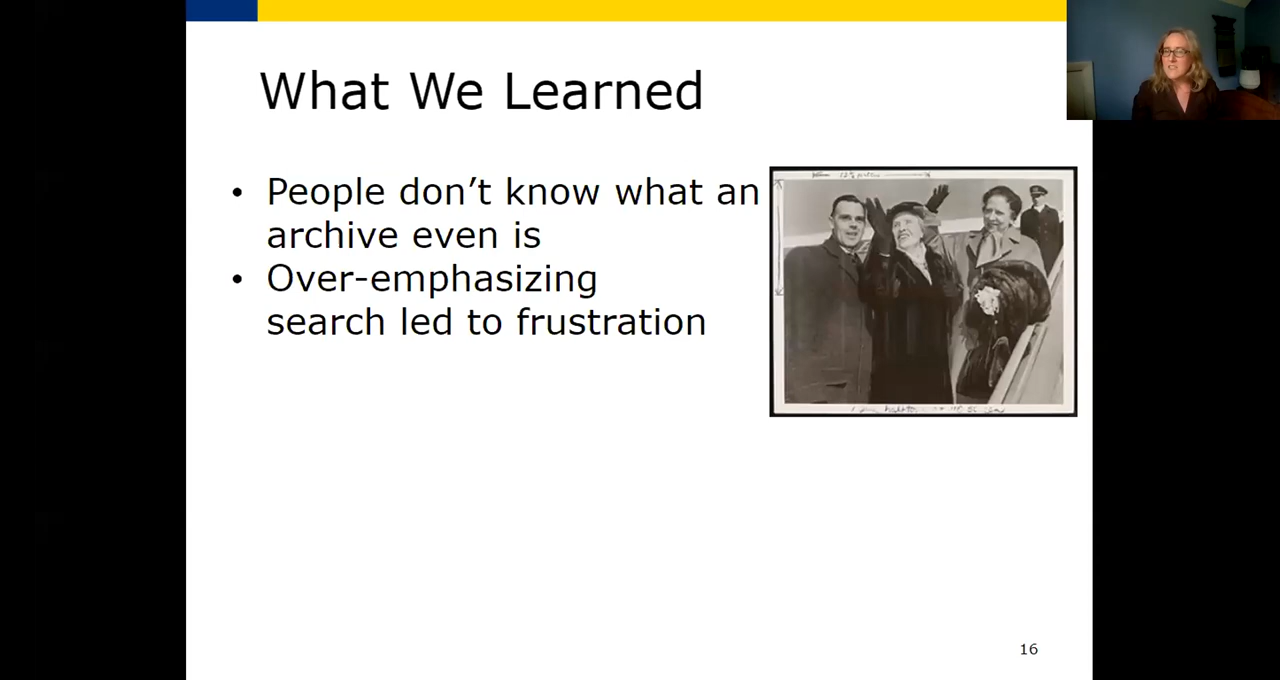 What We Learned
• People don’t know what an
archive even is
• Over-emphasizing
search led to frustration
16